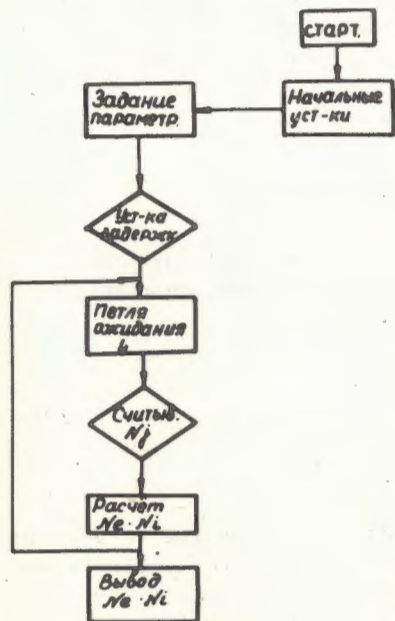 СТАРТ.
Начальные
уст-ки
Задание
параметр.
Уст-ка
задержк
Петля
ожидания
Считыв.
Nj
Расчет
Ne · Ni
Вывод
Ne · Ni